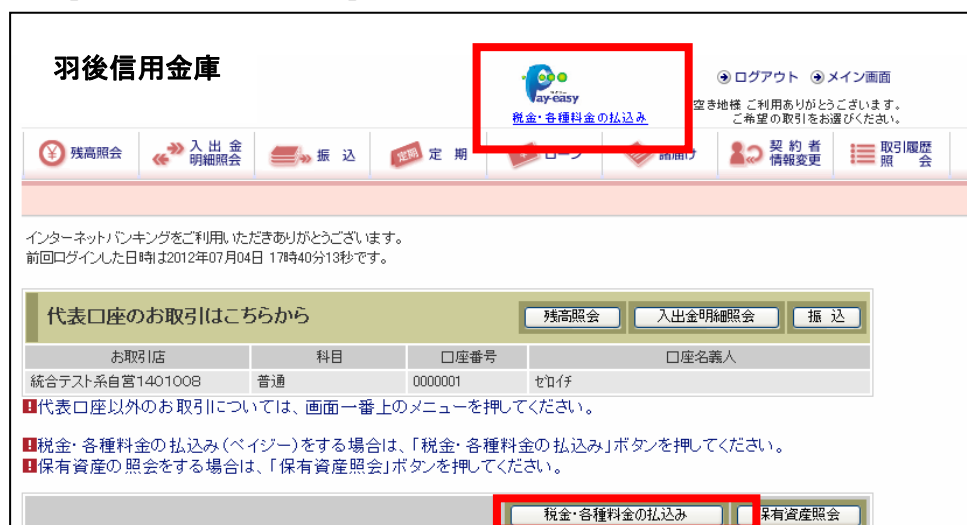 羽後信用金庫
Pay-easy
税金・各種料金の払込み
ログアウト メイン画面
空き地様 ご利用ありがとうございます。
ご希望の取引をお選びください。
残高照会
入出金
明細照会
振込
定期 定期
ローン
諸届け
契約者
情報変更
取引履歴
照会
インターネットバンキングをご利用いただきありがとうございます。
前回ログインした日時は2012年07月04日 17時40分13秒です。
代表口座のお取引はこちらから 残高照会 入出金明細照会 振 込
お取引店 科目 口座番号 口座名義人
統合テスト系自営1401008 普通 0000001 ゼロイチ
代表口座以外のお取引については、画面一番上のメニューを押してください。
税金・各種料金の払込み(ペイジー)をする場合は、「税金・各種料金の払込み」ボタンを押してください。
保有資産の照会をする場合は、「保有資産照会」ボタンを押してください。
税金・各種料金の払込み 保有資産照会